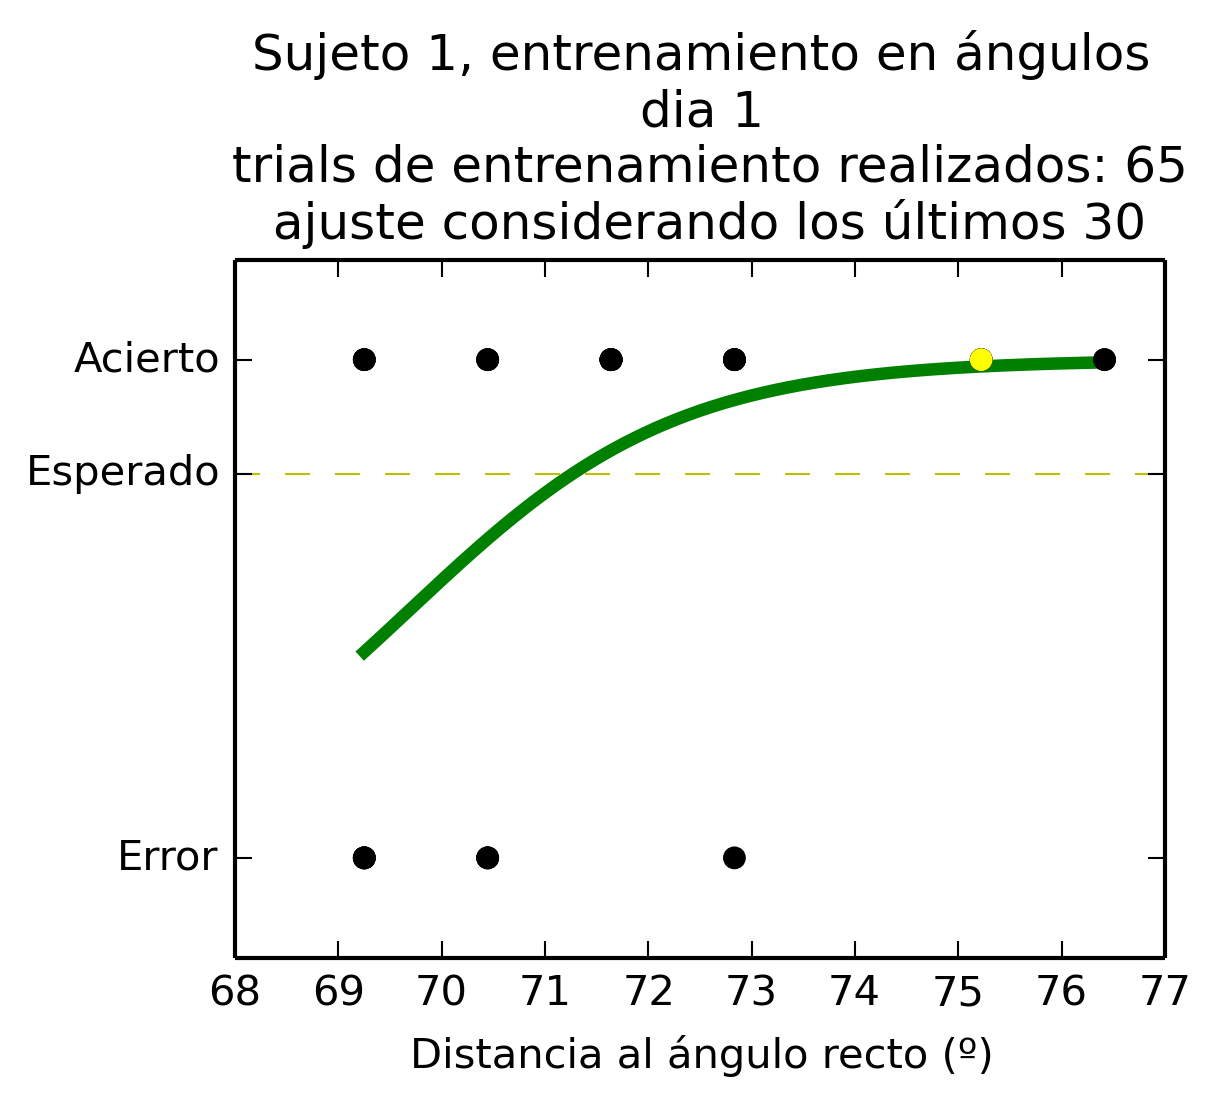 Sujeto 1, entrenamiento en ángulos
dia 1
trials de entrenamiento realizados: 65
ajuste considerando los últimos 30
Acierto
Esperado
Error
68 69 70 71 72 73 74 75 76 77
Distancia al ángulo recto (º)